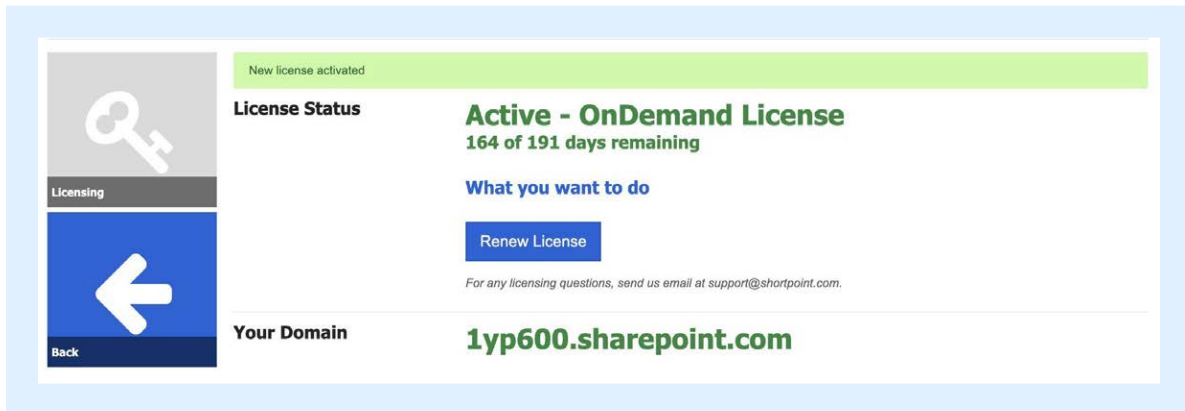 New license activated
License Status
Active - OnDemand License
164 of 191 days remaining
Licensing
What you want to do
Renew License
For any licensing questions, send us email at support@shortpoint.com.
Your Domain
1yp600.sharepoint.com
Back